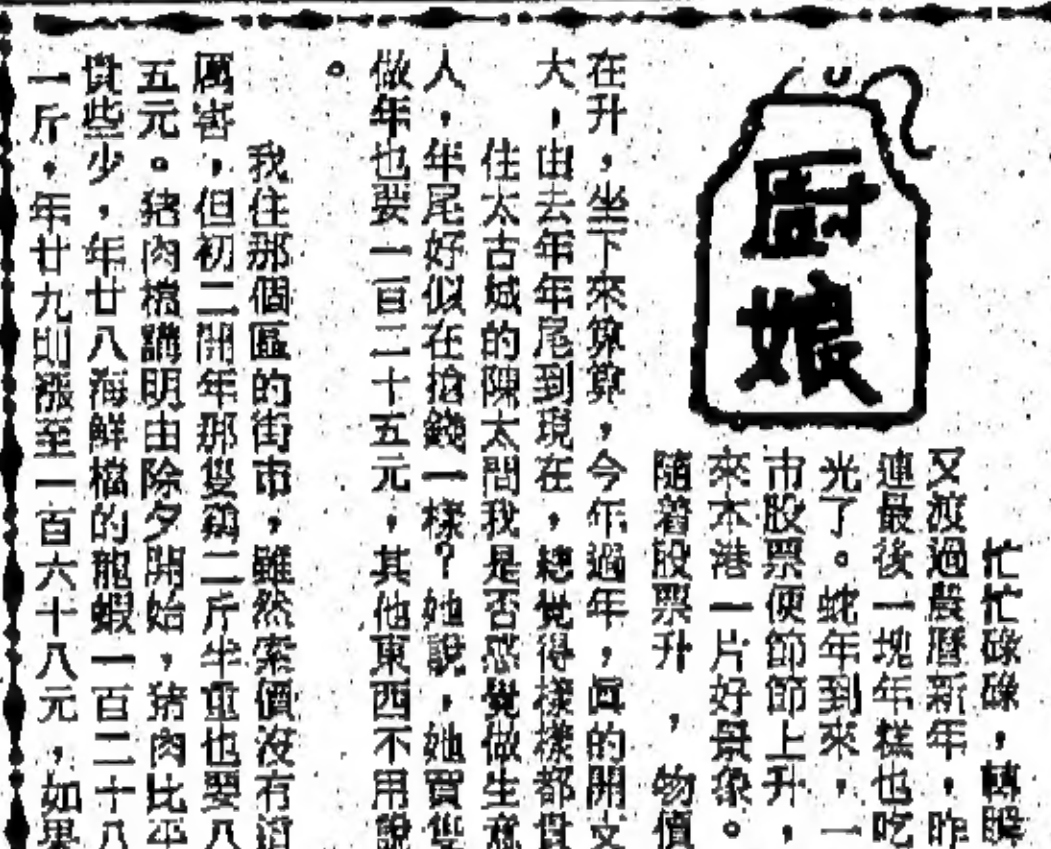 廚娘
忙忙碌碌，轉瞬
又渡過農曆新年，昨
連最後一塊年糕也吃
光了。蛇年到來，一
市股票便節節上升，
來本港一片好景象。
隨着股票升，物價
在升，坐下來算算，今年過年，眞的開支
大，由去年年尾到現在，總覺得樣樣都貴
住太古城的陳太問我是否感覺做生意
人，年尾好似在搶錢一樣？她說，她買隻
做年也要一百二十五元，其他東西不用說
。
我住那個區的街市，雖然索價沒有這
厲害，但初二開年那隻鷄二斤半重也要八
五元。猪肉檔講明由除夕開始，猪肉比平
貴些少，年廿八海鮮檔的龍蝦一百二十八
一斤，年廿九則漲至一百六十八元，如果